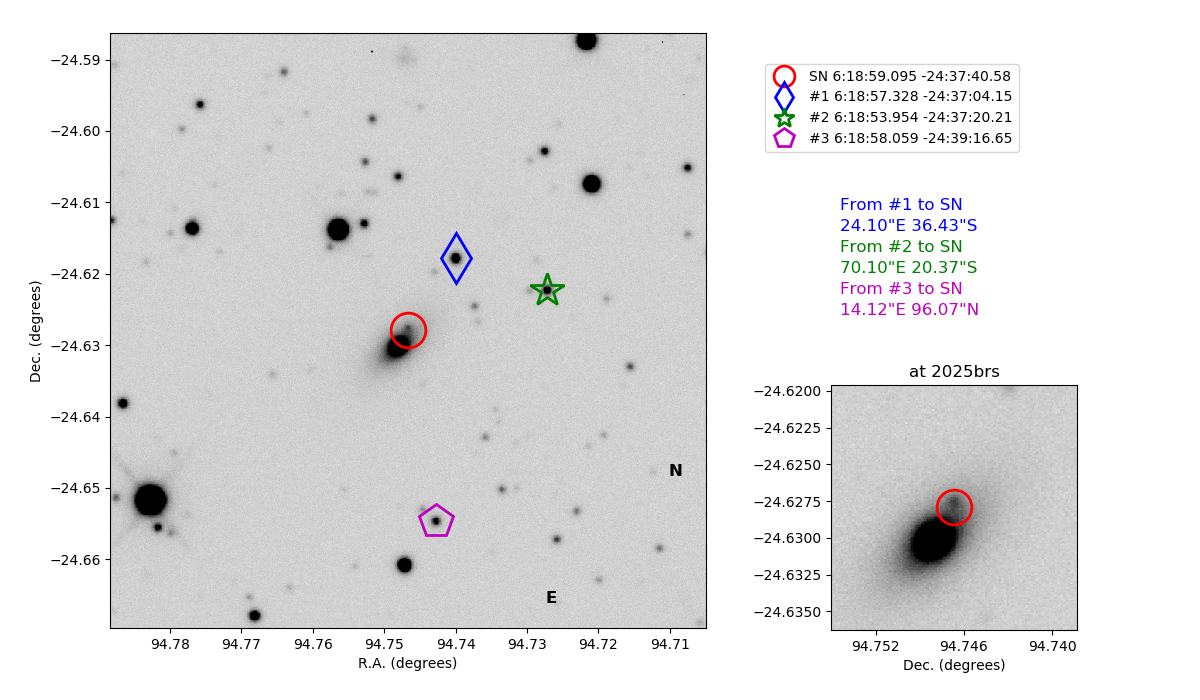 −24.59
−24.60
−24.61
−24.62
−24.63
−24.64
−24.65
−24.66
Dec. (degrees)
94.78 94.77 94.76 94.75 94.74 94.73 94.72 94.71
R.A. (degrees)
N
E
SN 6:18:59.095 -24:37:40.58
#1 6:18:57.328 -24:37:04.15
#2 6:18:53.954 -24:37:20.21
#3 6:18:58.059 -24:39:16.65
From #1 to SN
24.10"E 36.43"S
From #2 to SN
70.10"E 20.37"S
From #3 to SN
14.12"E 96.07"N
at 2025brs
−24.6200
−24.6225
−24.6250
−24.6275
−24.6300
−24.6325
−24.6350
94.752 94.746 94.740
Dec. (degrees)